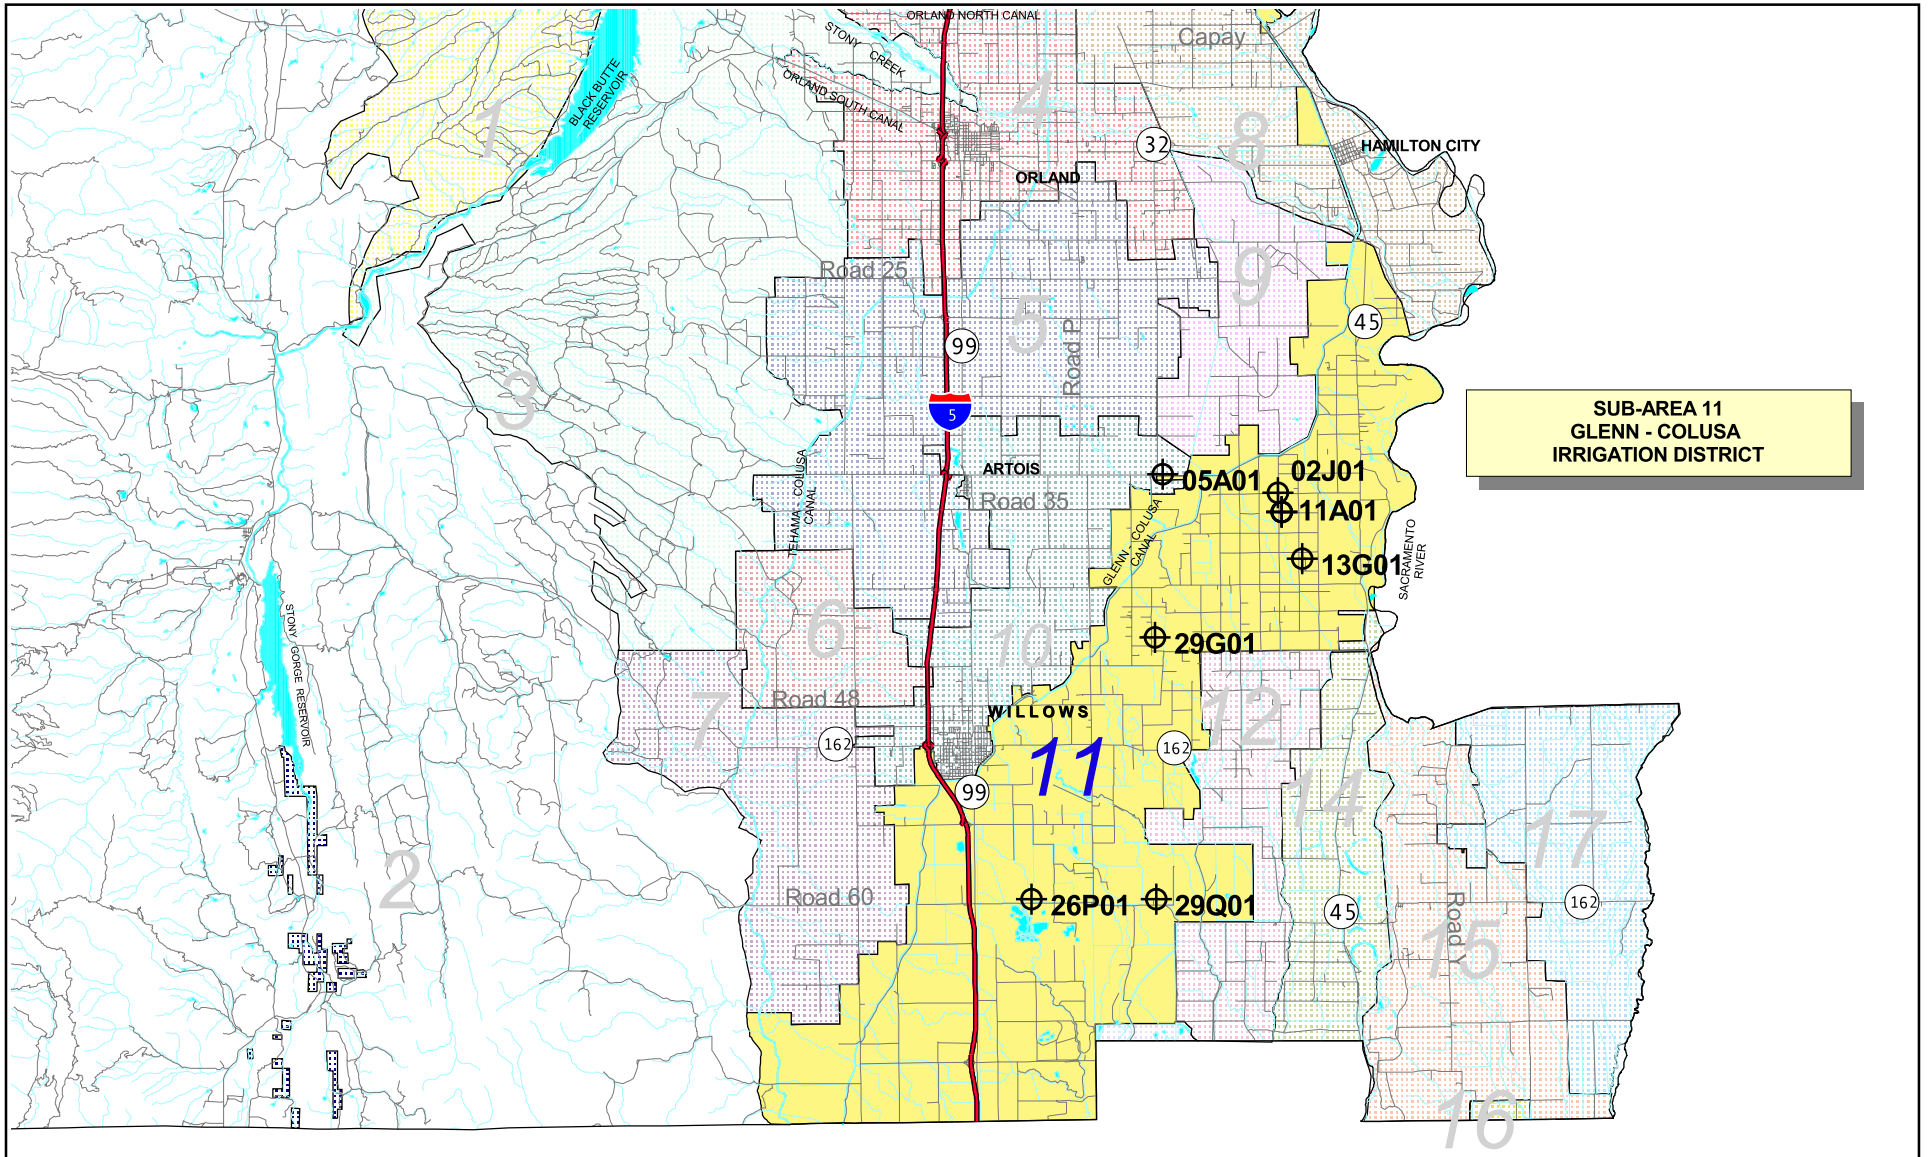 ORLAND NORTH CANAL
STONY CREEK
Capay
BLACK BUTTE
RESERVOIR
ORLAND SOUTH CANAL
1
4
8
32
HAMILTON CITY
ORLAND
Road 25
9
5
Road P
45
99
3
5
SUB-AREA 11
GLENN - COLUSA
IRRIGATION DISTRICT
ARTOIS
TEHAMA COLUSA
CANAL
Road 35
05A01
02J01
11A01
GLENN - COLUSA
CANAL
13G01
SACRAMENTO
RIVER
STONY GORGE RESERVOIR
6
10
29G01
7
Road 48
12
WILLOWS
162
11
162
99
14
17
2
Road 60
26P01
29Q01
45
Road Y
162
15
16